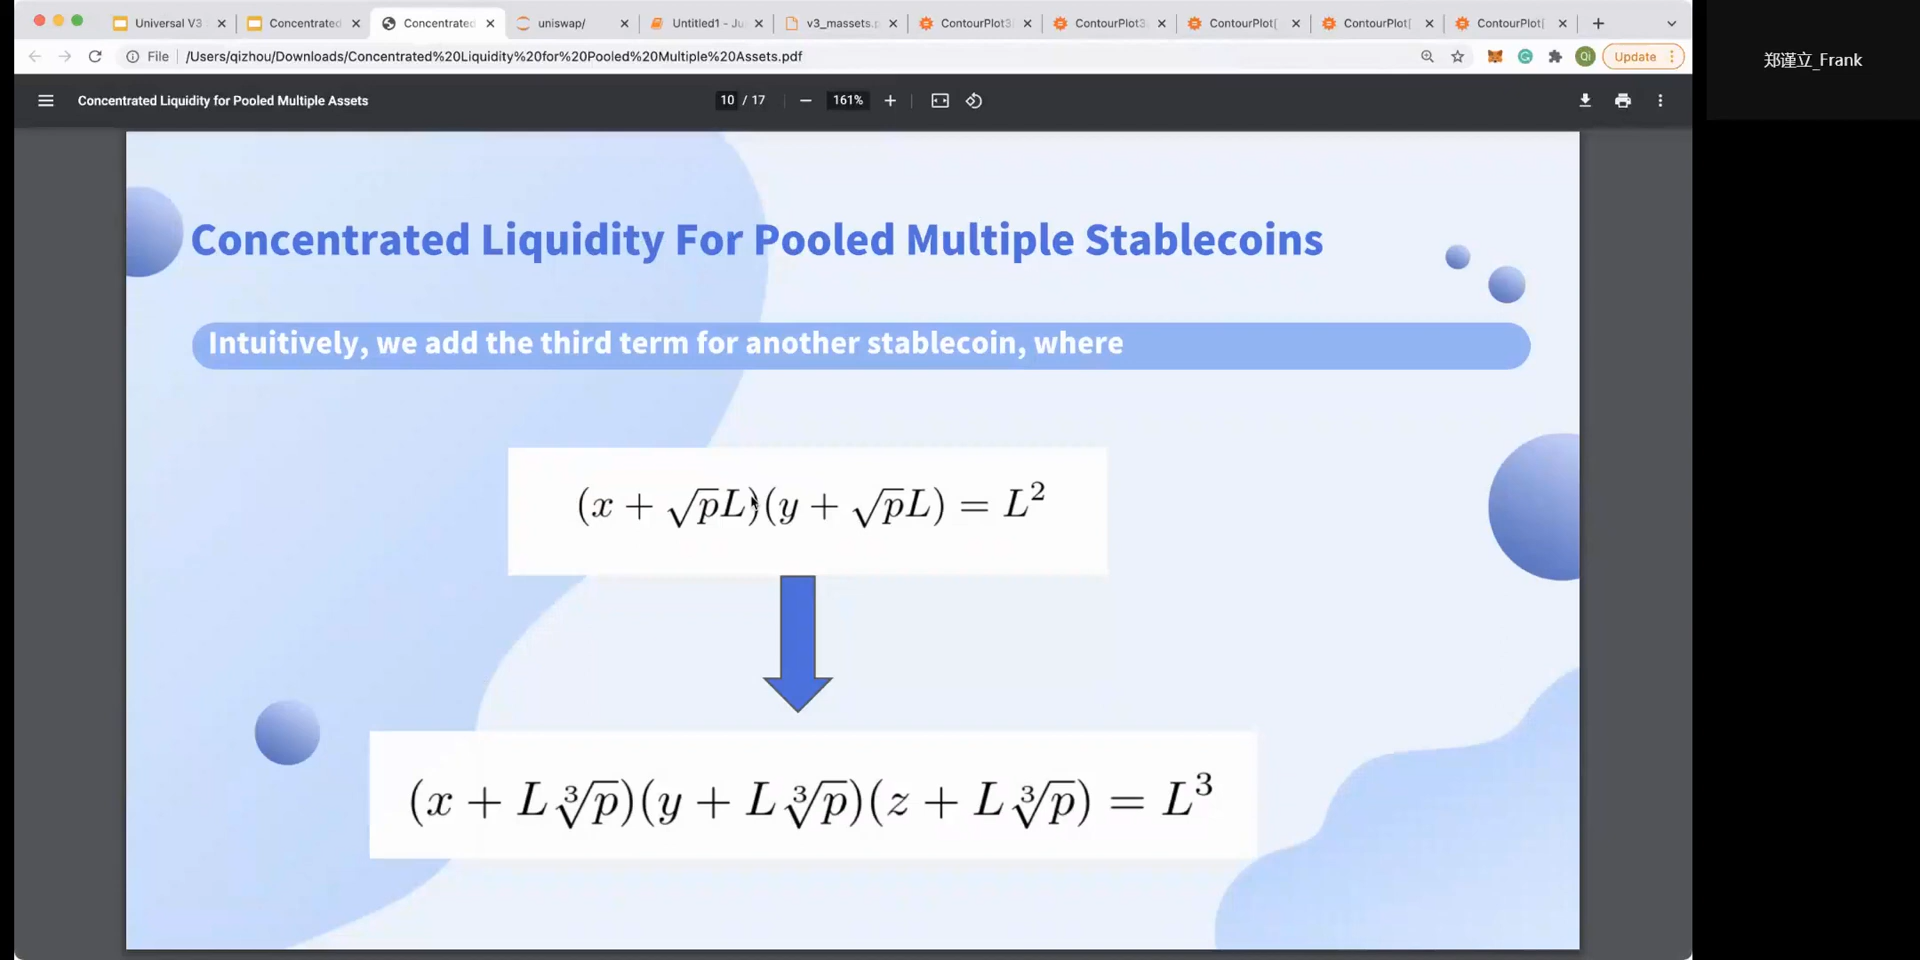 Universal V3
Concentrated
Concentrated
uniswap/
Untitled1 - Ju
v3_massets.p
ContourPlot3
ContourPlot3
ContourPlot[
ContourPlot[
ContourPlot[
File /Users/qizhou/Downloads/Concentrated%20Liquidity%20for%20Pooled%20Multiple%20Assets.pdf
Qi
Update
Concentrated Liquidity for Pooled Multiple Assets
10 / 17
161%
郑谨立_Frank
Concentrated Liquidity For Pooled Multiple Stablecoins
Intuitively, we add the third term for another stablecoin, where
(x + √pL)(y + √pL) = L²
(x + L∛p)(y + L∛p)(z + L∛p) = L³